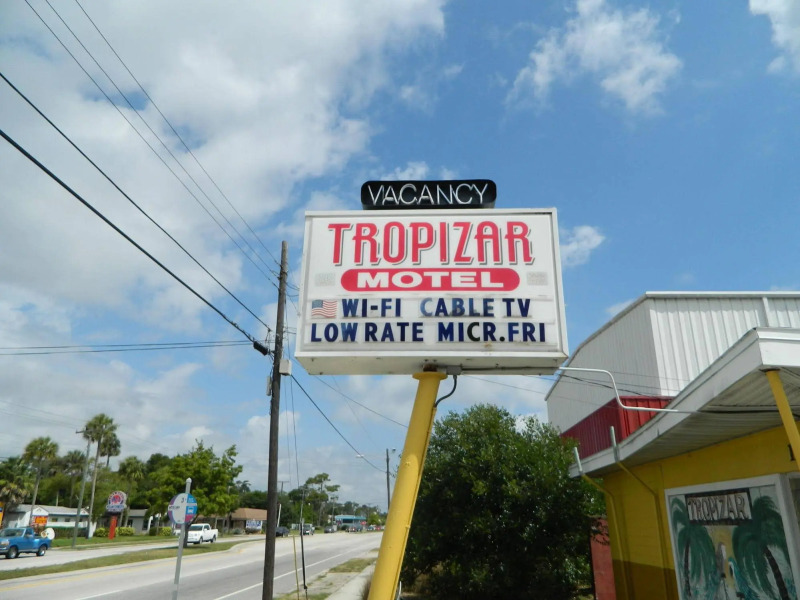 VACANCY
TROPIZAR
MOTEL
WI-FI CABLE TV
LOW RATE MICR.FRI
TROPIZAR